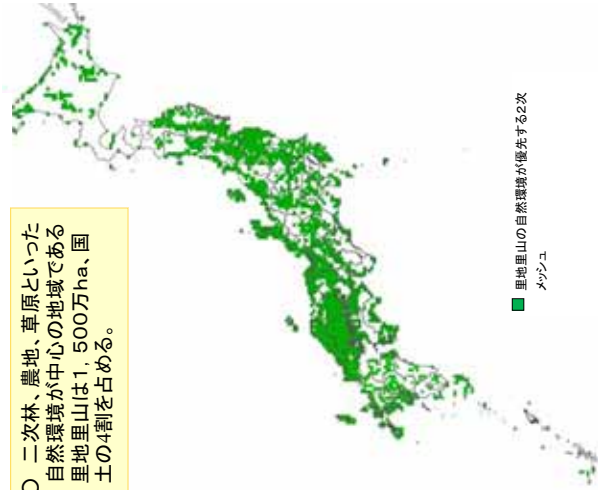 ○ 二次林、農地、草原といった
自然環境が中心の地域である
里地里山は1,500万ha、国
土の4割を占める。
里地里山の自然環境が優先する2次
メッシュ